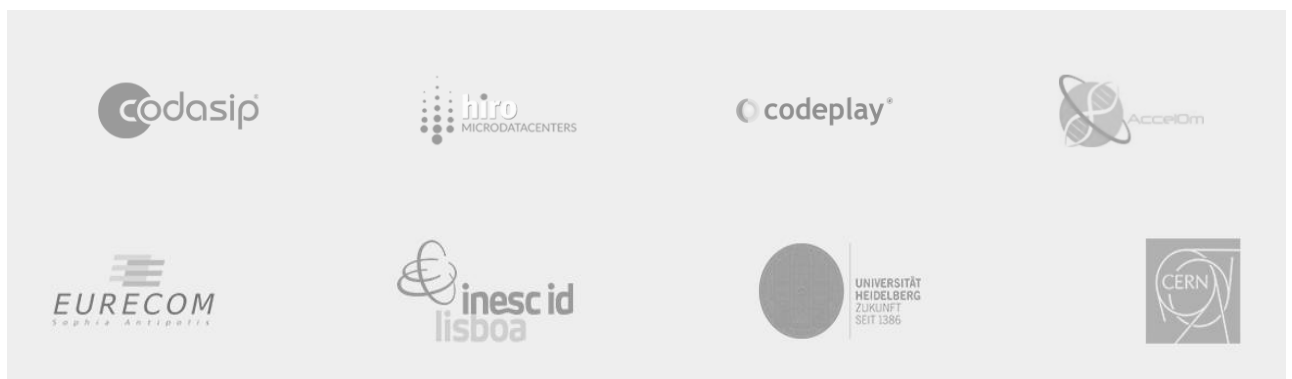 codasip®
hiro
MICRODATACENTERS
codeplay®
AccelOm
EURECOM
Sophia Antipolis
inesc id
lisboa
UNIVERSITÄT
HEIDELBERG
ZUKUNFT
SEIT 1386
CERN